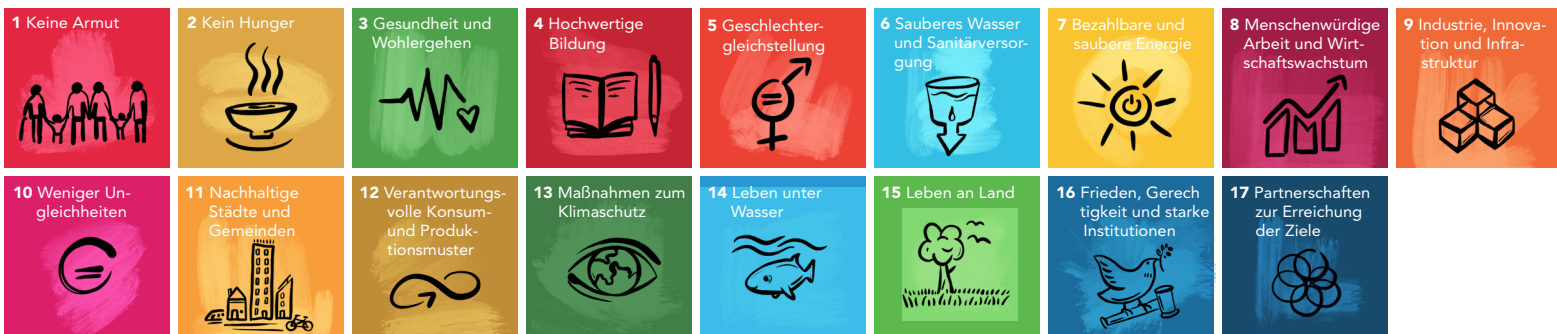 1 Keine Armut
2 Kein Hunger
3 Gesundheit und
Wohlergehen
4 Hochwertige
Bildung
5 Geschlechter-
gleichstellung
6 Sauberes Wasser
und Sanitärversor-
gung
7 Bezahlbare und
saubere Energie
8 Menschenwürdige
Arbeit und Wirt-
schaftswachstum
9 Industrie, Innova-
tion und Infra-
struktur
10 Weniger Un-
gleichheiten
11 Nachhaltige
Städte und
Gemeinden
12 Verantwortungs-
volle Konsum-
und Produk-
tionsmuster
13 Maßnahmen zum
Klimaschutz
14 Leben unter
Wasser
15 Leben an Land
16 Frieden, Gerech
tigkeit und starke
Institutionen
17 Partnerschaften
zur Erreichung
der Ziele